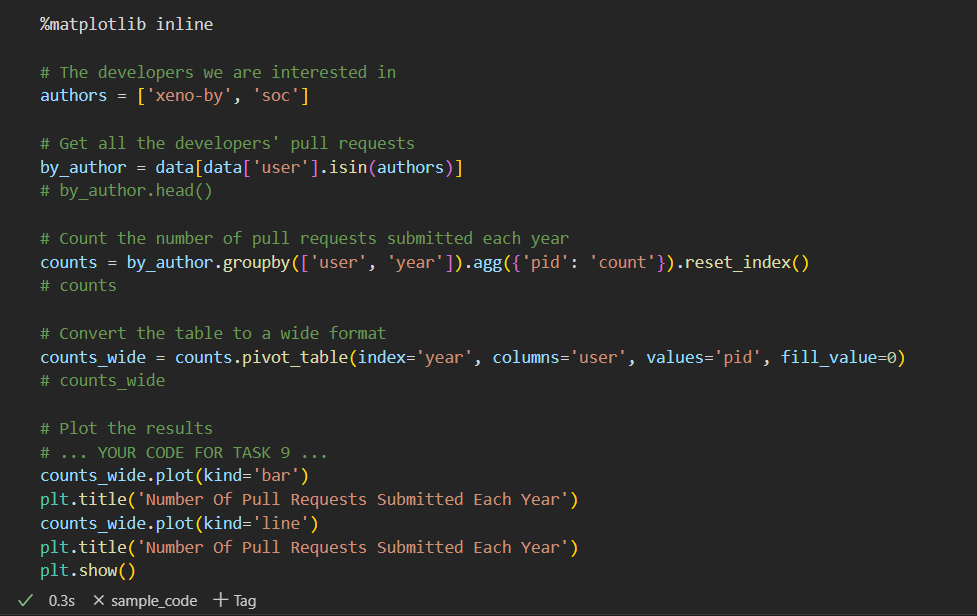 %matplotlib inline
# The developers we are interested in
authors = ['xeno-by', 'soc']
# Get all the developers' pull requests
by_author = data[data['user'].isin(authors)]
# by_author.head()
# Count the number of pull requests submitted each year
counts = by_author.groupby(['user', 'year']).agg({'pid': 'count'}).reset_index()
# counts
# Convert the table to a wide format
counts_wide = counts.pivot_table(index='year', columns='user', values='pid', fill_value=0)
# counts_wide
# Plot the results
# ... YOUR CODE FOR TASK 9 ...
counts_wide.plot(kind='bar')
plt.title('Number Of Pull Requests Submitted Each Year')
counts_wide.plot(kind='line')
plt.title('Number Of Pull Requests Submitted Each Year')
plt.show()
0.3s sample_code Tag